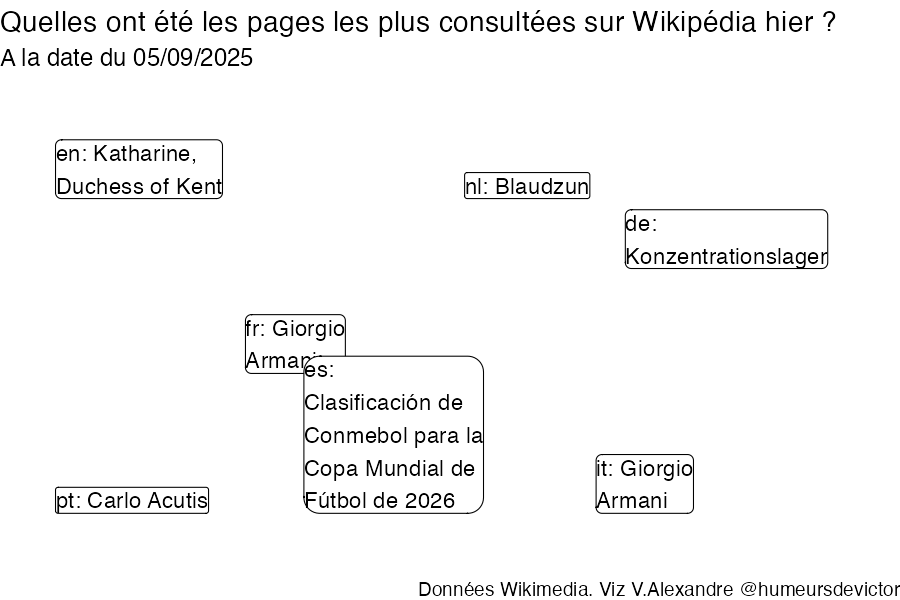 Quelles ont été les pages les plus consultées sur Wikipédia hier ?
A la date du 05/09/2025
en: Katharine,
Duchess of Kent
nl: Blaudzun
de:
Konzentrationslager
fr: Giorgio
Armani
es:
Clasificación de
Conmebol para la
Copa Mundial de
Fútbol de 2026
it: Giorgio
Armani
pt: Carlo Acutis
Données Wikimedia. Viz V.Alexandre @humeursdevictor